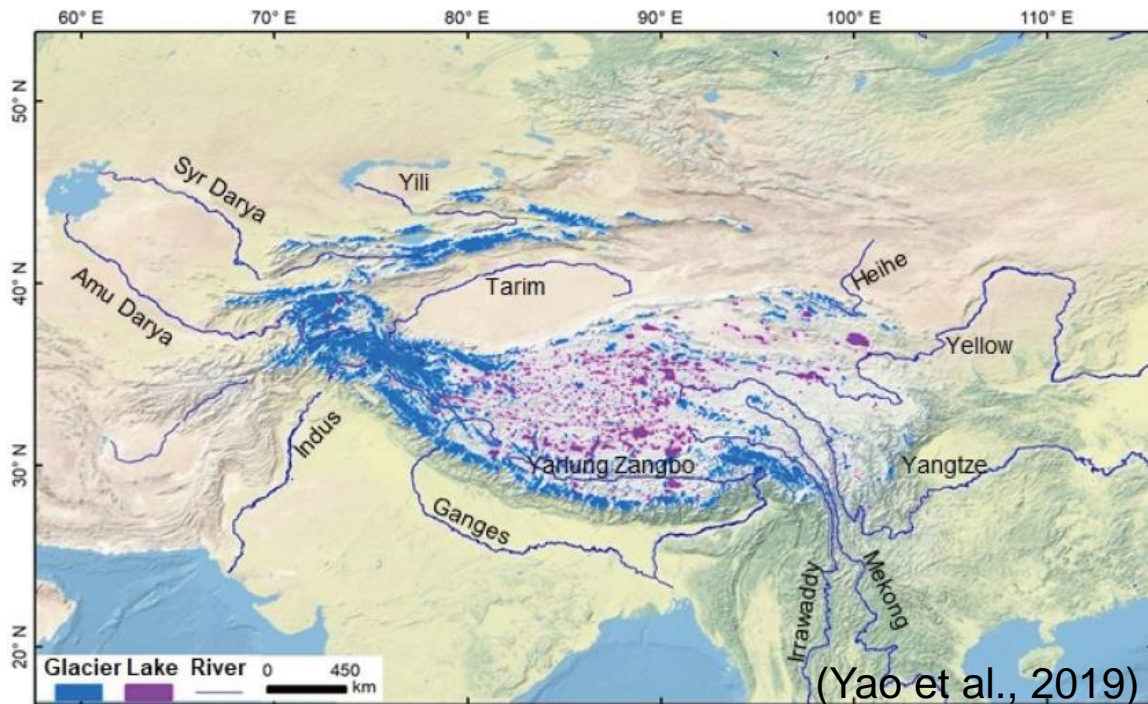 60° E 70° E 80° E 90° E 100° E 110° E
50° N
40° N
30° N
20° N
Syr Darya
Yili
Amu Darya
Tarim
Heihe
Yellow
Indus
Yarlung Zangbo
Yangtze
Ganges
Irrawaddy
Mekong
Glacier Lake River 0 450
km
(Yao et al., 2019)